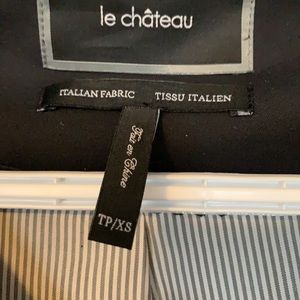 le château
ITALIAN FABRIC TISSU ITALIEN
Fait en Chine
TP/XS